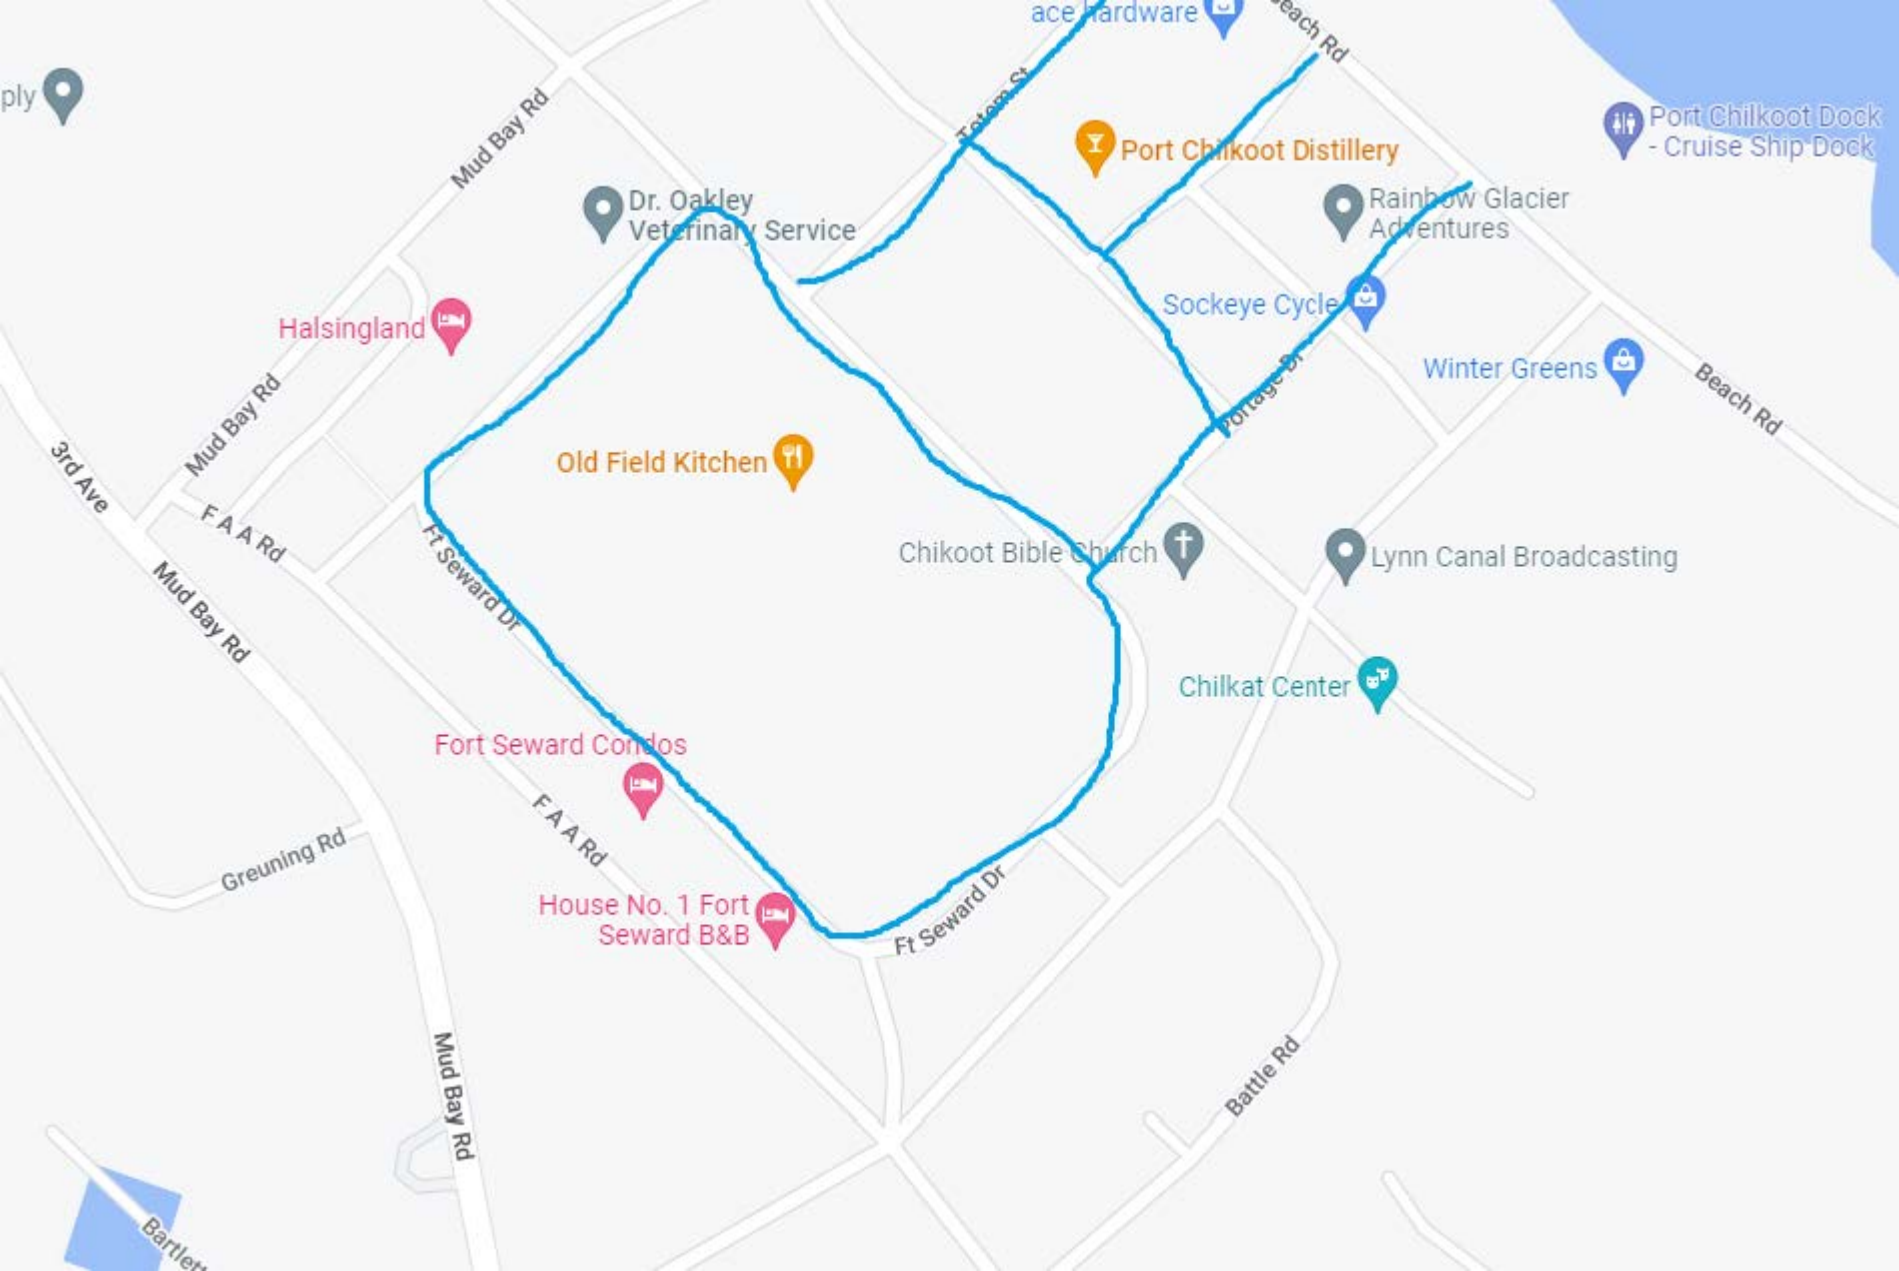 ace hardware
Beach Rd
ply
Mud Bay Rd
Totem St
Port Chilkoot Dock
- Cruise Ship Dock
Port Chilkoot Distillery
Dr. Oakley
Veterinary Service
Rainbow Glacier
Adventures
Halsingland
Sockeye Cycle
Winter Greens
Portage Dr
Beach Rd
Mud Bay Rd
3rd Ave
Old Field Kitchen
F A A Rd
Ft Seward Dr
Chikoot Bible Church
Lynn Canal Broadcasting
Mud Bay Rd
Chilkat Center
Fort Seward Condos
F A A Rd
Greuning Rd
House No. 1 Fort
Seward B&B
Ft Seward Dr
Mud Bay Rd
Battle Rd
Bartlett